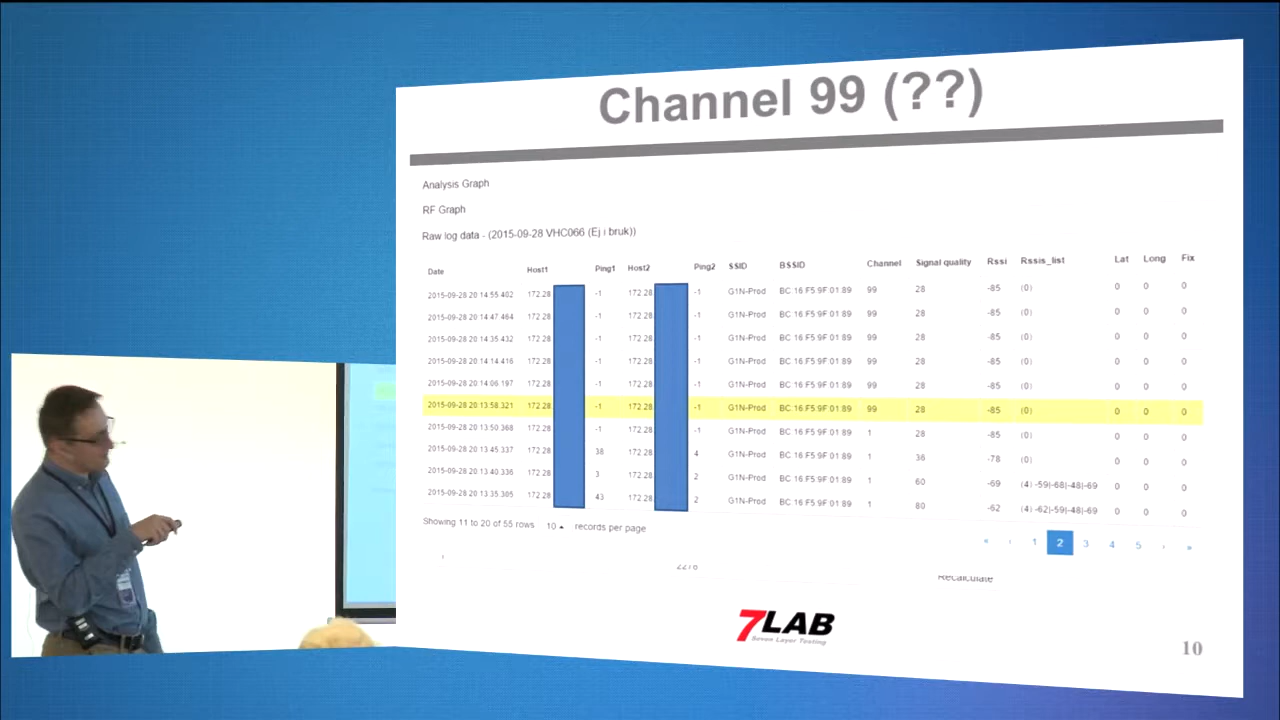 Channel 99 (??)
Analysis Graph
RF Graph
Raw log data - (2015-09-28 VHC066 (Ej i bruk))
Date Host1 Ping1 Host2 Ping2 SSID BSSID Channel Signal quality Rssi Rssis_list Lat Long Fix
2015-09-28 20 14 55.402 172.28 -1 172.28 -1 G1N-Prod BC 16 F5 9F 01 89 99 28 -85 (0) 0 0 0
2015-09-28 20 14 47.464 172.28 -1 172.28 -1 G1N-Prod BC 16 F5 9F 01 89 99 28 -85 (0) 0 0 0
2015-09-28 20 14 35.432 172.28 -1 172.28 -1 G1N-Prod BC 16 F5 9F 01 89 99 28 -85 (0) 0 0 0
2015-09-28 20 14 14 416 172.28 -1 172.28 -1 G1N-Prod BC 16 F5 9F 01 89 99 28 -85 (0) 0 0 0
2015-09-28 20 14 06.197 172.28 -1 172.28 -1 G1N-Prod BC 16 F5 9F 01 89 99 28 -85 (0) 0 0 0
2015-09-28 20:13:58.321 172.28 -1 172.28 -1 G1N-Prod BC:16 F5 9F 01 89 99 28 -85 (0) 0 0 0
2015-09-28 20 13 50 368 172 28 -1 172 28 -1 G1N-Prod BC 16 F5 9F 01 89 1 28 -85 (0) 0 0 0
2015-09-28 20 13 45 337 172.28 38 172.28 4 G1N-Prod BC 16 F5 9F 01 89 1 36 -78 (0) 0 0 0
2015-09-28 20 13 40 336 172.28 3 172.28 2 G1N-Prod BC 16 F5 9F 01 89 1 60 -69 (4) -59|-68|-48|-69 0 0 0
2015-09-28 20 13 35.305 172.28 43 172.28 2 G1N-Prod BC 16 F5 9F 01 89 1 80 -62 (4) -62|-59|-48|-69 0 0 0
Showing 11 to 20 of 55 rows 10 records per page
« ‹ 1 2 3 4 5 › »
Recalculate
7LAB
Seven Layer Testing
10